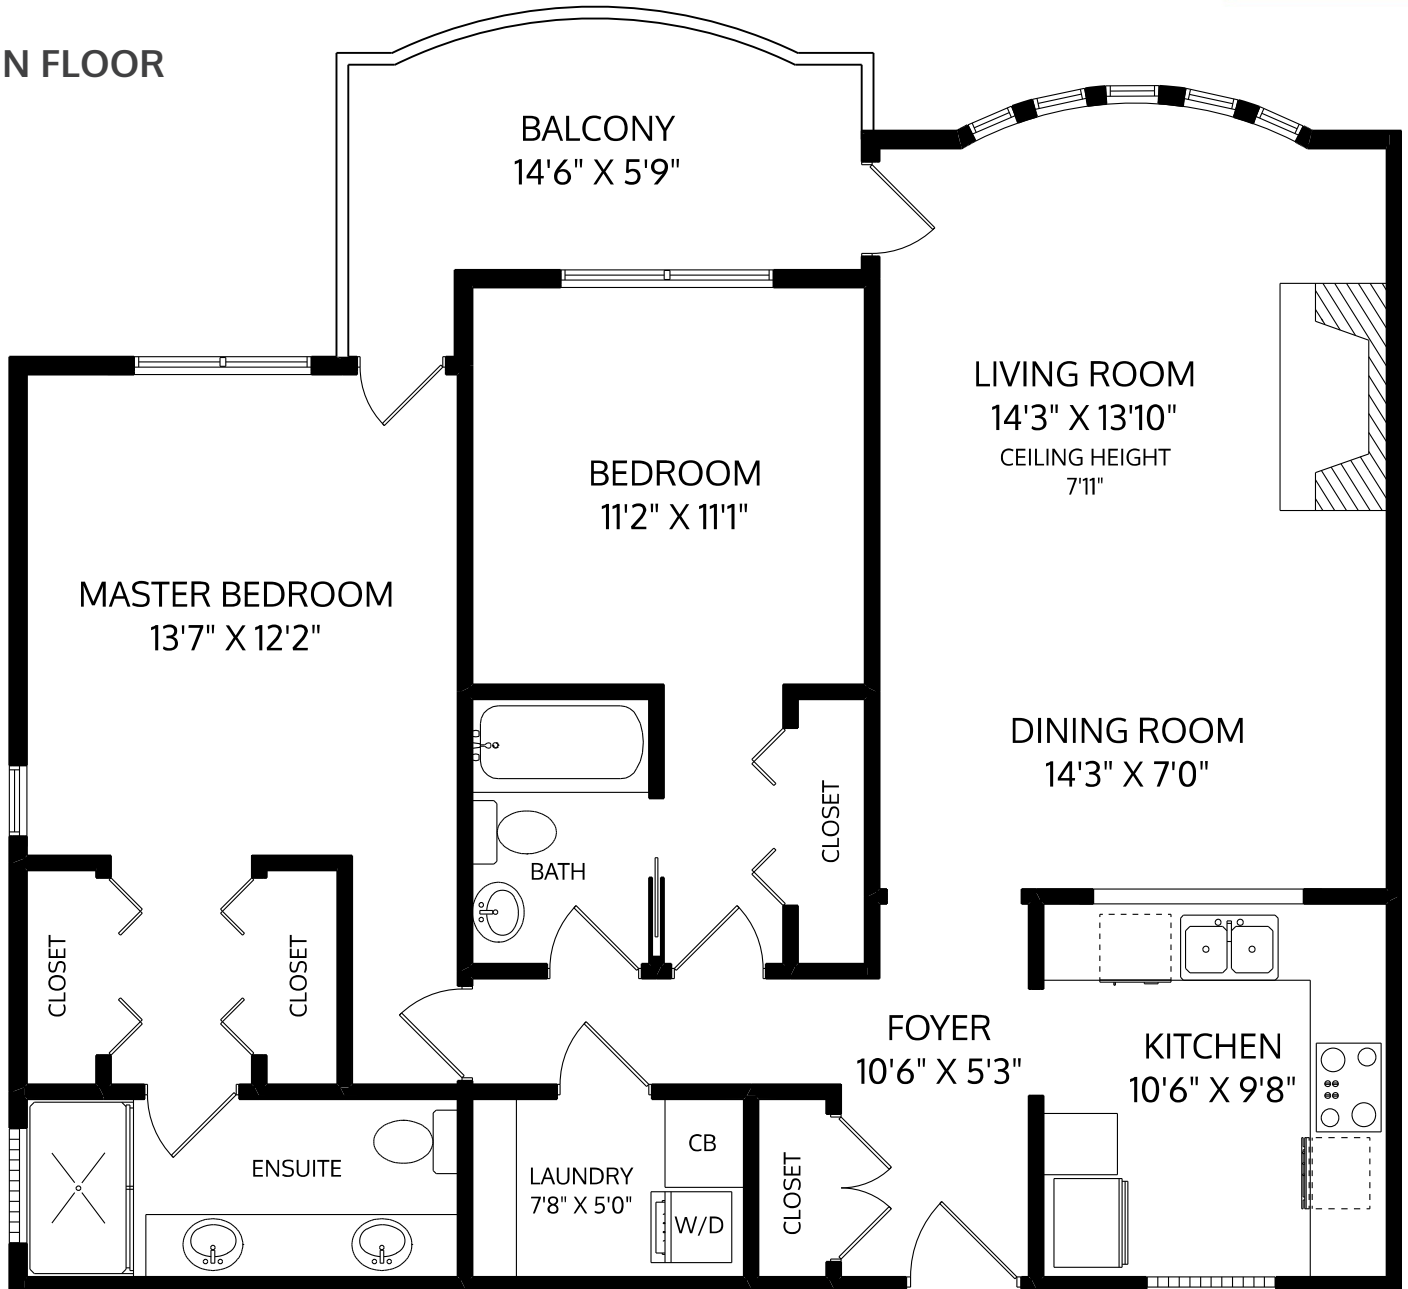 N FLOOR
BALCONY
14'6" X 5'9"
LIVING ROOM
14'3" X 13'10"
CEILING HEIGHT
7'11"
BEDROOM
11'2" X 11'1"
MASTER BEDROOM
13'7" X 12'2"
DINING ROOM
14'3" X 7'0"
CLOSET
BATH
CLOSET
CLOSET
FOYER
10'6" X 5'3"
KITCHEN
10'6" X 9'8"
ENSUITE
LAUNDRY
7'8" X 5'0"
CB
W/D
CLOSET